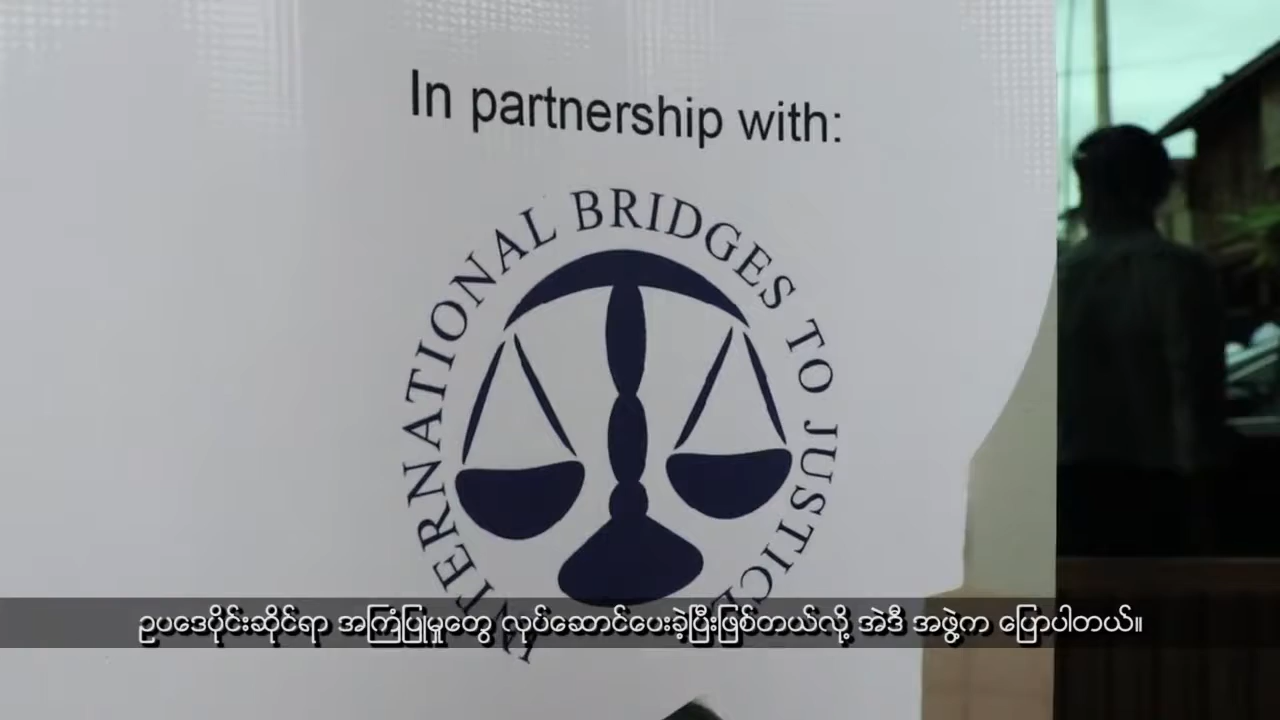 In partnership with:
INTERNATIONAL BRIDGES TO JUSTICE
ဥပဒေပိုင်းဆိုင်ရာ အကြံပြုမှုတွေ လုပ်ဆောင်ပေးခဲ့ပြီးဖြစ်တယ်လို့ အဲဒီ အဖွဲ့က ပြောပါတယ်။